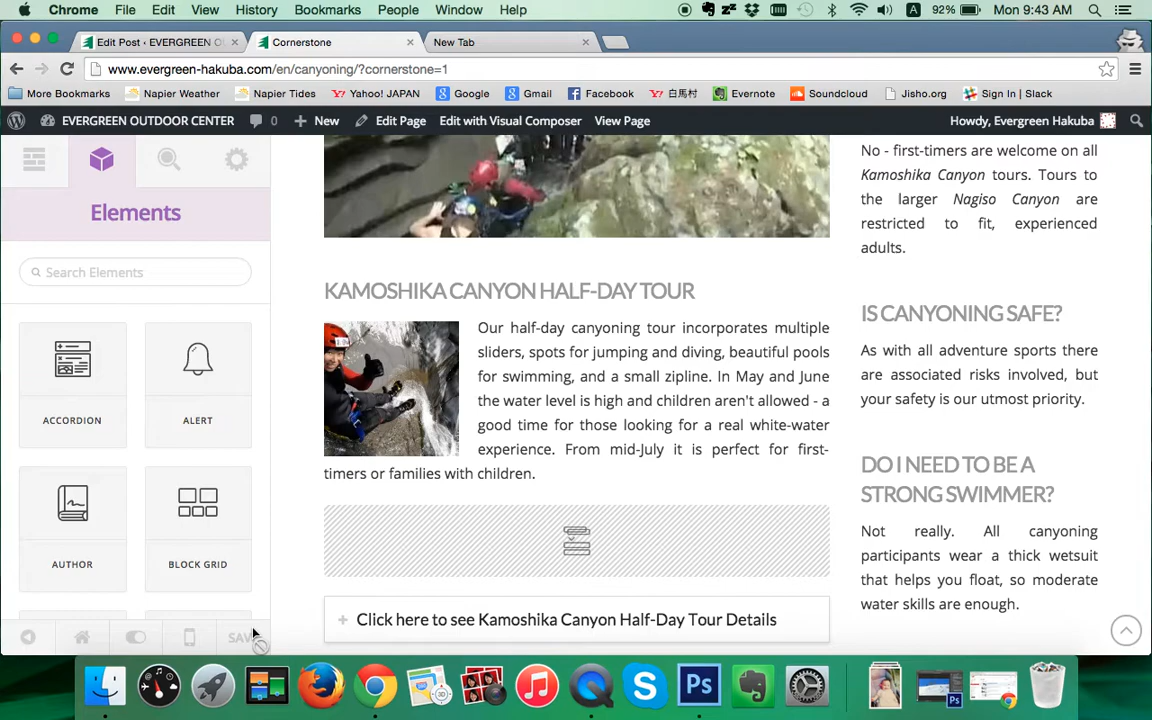 Chrome File Edit View History Bookmarks People Window Help
A 92% Mon 9:43 AM
Edit Post ‹ EVERGREEN O
Cornerstone
New Tab
www.evergreen-hakuba.com/en/canyoning/?cornerstone=1
More Bookmarks Napier Weather Napier Tides Yahoo! JAPAN Google Gmail Facebook 白馬村 Evernote Soundcloud Jisho.org Sign In | Slack
EVERGREEN OUTDOOR CENTER 0 New Edit Page Edit with Visual Composer View Page Howdy, Evergreen Hakuba
Elements
Search Elements
ACCORDION
ALERT
AUTHOR
BLOCK GRID
SAV
KAMOSHIKA CANYON HALF-DAY TOUR
Our half-day canyoning tour incorporates multiple
sliders, spots for jumping and diving, beautiful pools
for swimming, and a small zipline. In May and June
the water level is high and children aren't allowed - a
good time for those looking for a real white-water
experience. From mid-July it is perfect for first-
timers or families with children.
Click here to see Kamoshika Canyon Half-Day Tour Details
No - first-timers are welcome on all
Kamoshika Canyon tours. Tours to
the larger Nagiso Canyon are
restricted to fit, experienced
adults.
IS CANYONING SAFE?
As with all adventure sports there
are associated risks involved, but
your safety is our utmost priority.
DO I NEED TO BE A
STRONG SWIMMER?
Not really. All canyoning
participants wear a thick wetsuit
that helps you float, so moderate
water skills are enough.
Ps